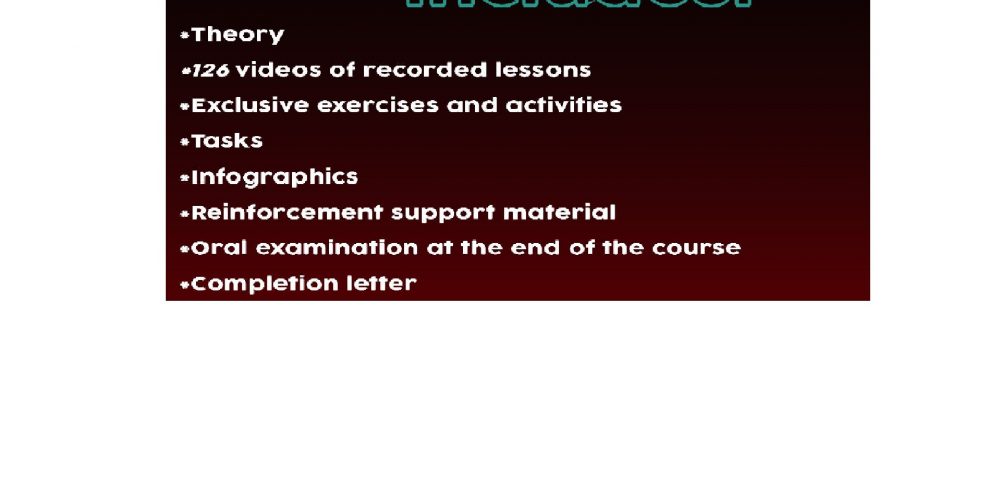 *Theory
*126 videos of recorded lessons
*Exclusive exercises and activities
*Tasks
*Infographics
*Reinforcement support material
*Oral examination at the end of the course
*Completion letter